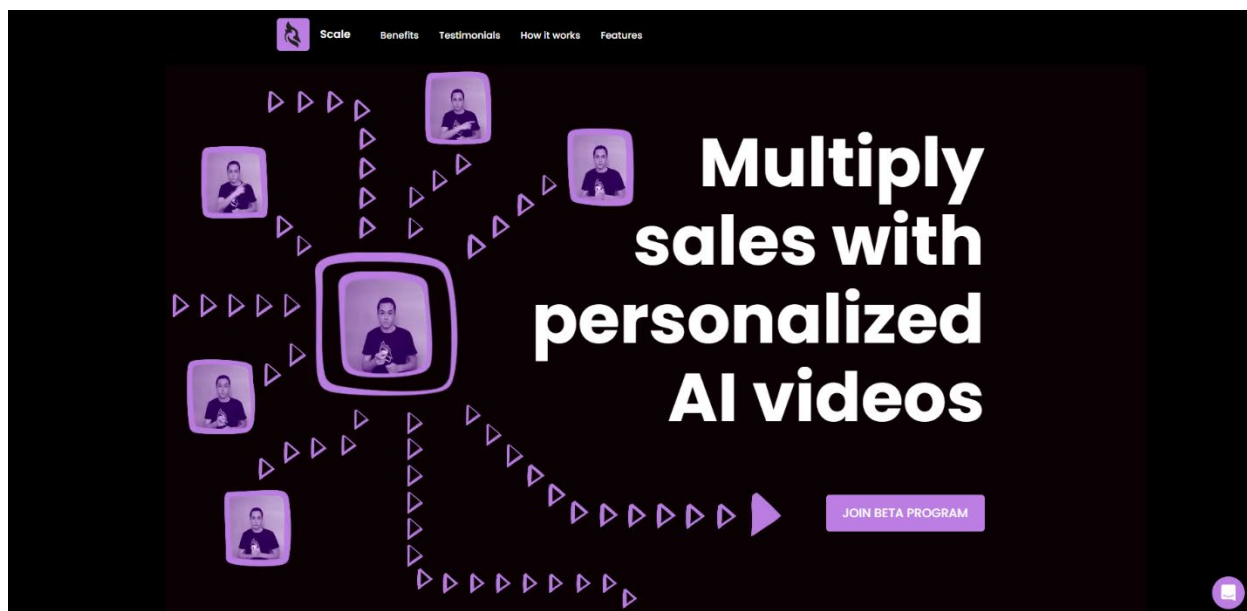 Scale
Benefits
Testimonials
How it works
Features
Multiply
sales with
personalized
AI videos
JOIN BETA PROGRAM